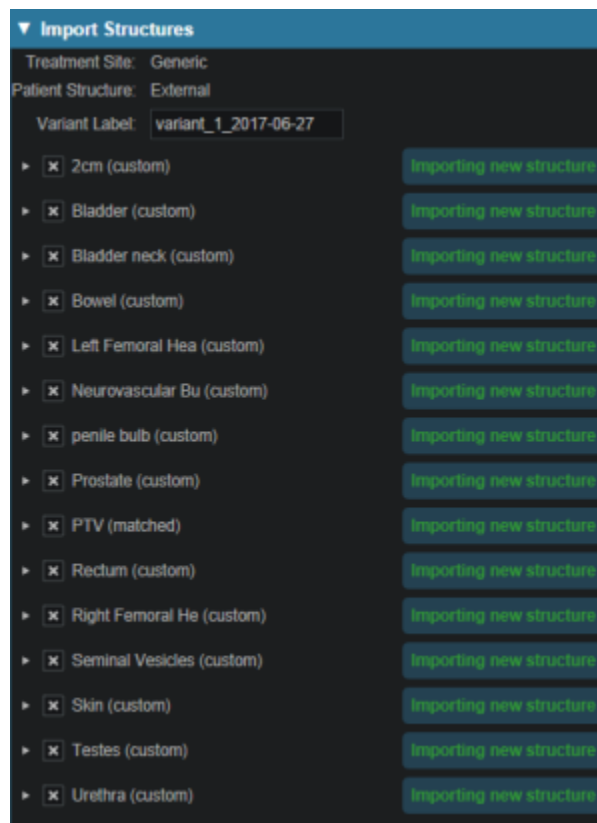 ▼ Import Structures
Treatment Site: Generic
Patient Structure: External
Variant Label: variant_1_2017-06-27
2cm (custom) Importing new structure
Bladder (custom) Importing new structure
Bladder neck (custom) Importing new structure
Bowel (custom) Importing new structure
Left Femoral Hea (custom) Importing new structure
Neurovascular Bu (custom) Importing new structure
penile bulb (custom) Importing new structure
Prostate (custom) Importing new structure
PTV (matched) Importing new structure
Rectum (custom) Importing new structure
Right Femoral He (custom) Importing new structure
Seminal Vesicles (custom) Importing new structure
Skin (custom) Importing new structure
Testes (custom) Importing new structure
Urethra (custom) Importing new structure